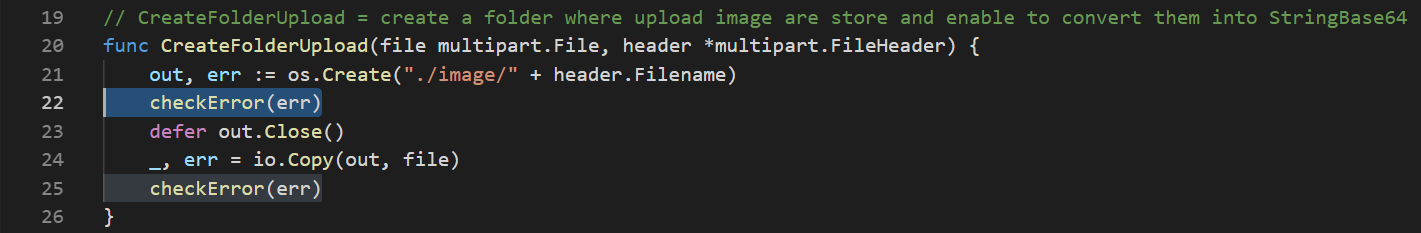 19 // CreateFolderUpload = create a folder where upload image are store and enable to convert them into StringBase64
20 func CreateFolderUpload(file multipart.File, header *multipart.FileHeader) {
21     out, err := os.Create("./image/" + header.Filename)
22     checkError(err)
23     defer out.Close()
24     _, err = io.Copy(out, file)
25     checkError(err)
26 }